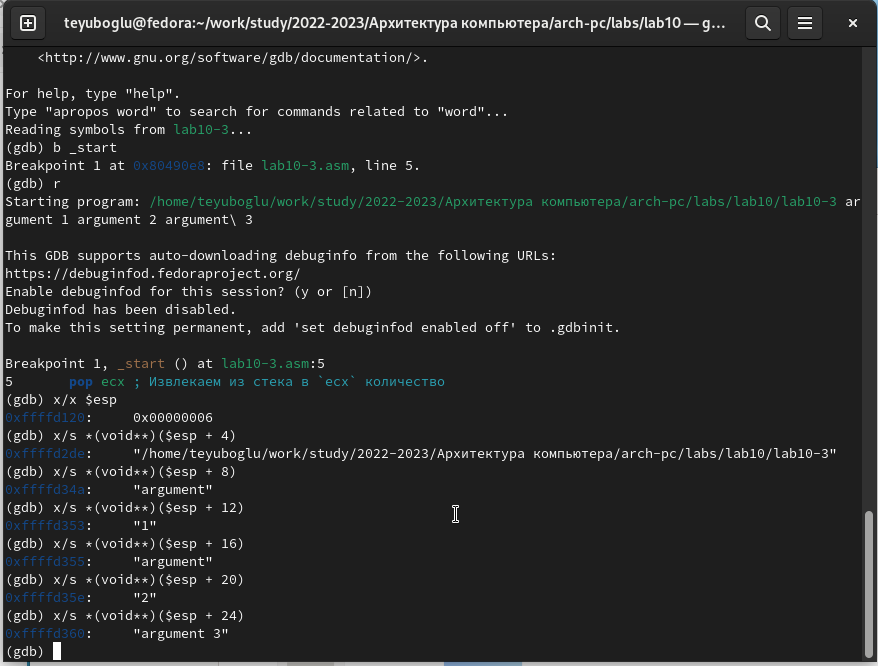 teyuboglu@fedora:~/work/study/2022-2023/Архитектура компьютера/arch-pc/labs/lab10 — g...
<http://www.gnu.org/software/gdb/documentation/>.
For help, type "help".
Type "apropos word" to search for commands related to "word"...
Reading symbols from lab10-3...
(gdb) b _start
Breakpoint 1 at 0x80490e8: file lab10-3.asm, line 5.
(gdb) r
Starting program: /home/teyuboglu/work/study/2022-2023/Архитектура компьютера/arch-pc/labs/lab10/lab10-3 ar
gument 1 argument 2 argument\ 3
This GDB supports auto-downloading debuginfo from the following URLs:
https://debuginfod.fedoraproject.org/
Enable debuginfod for this session? (y or [n])
Debuginfod has been disabled.
To make this setting permanent, add 'set debuginfod enabled off' to .gdbinit.
Breakpoint 1, _start () at lab10-3.asm:5
5 pop ecx ; Извлекаем из стека в `ecx` количество
(gdb) x/x $esp
0xffffd120: 0x00000006
(gdb) x/s *(void**)($esp + 4)
0xffffd2de: "/home/teyuboglu/work/study/2022-2023/Архитектура компьютера/arch-pc/labs/lab10/lab10-3"
(gdb) x/s *(void**)($esp + 8)
0xffffd34a: "argument"
(gdb) x/s *(void**)($esp + 12)
0xffffd353: "1"
(gdb) x/s *(void**)($esp + 16)
0xffffd355: "argument"
(gdb) x/s *(void**)($esp + 20)
0xffffd35e: "2"
(gdb) x/s *(void**)($esp + 24)
0xffffd360: "argument 3"
(gdb)